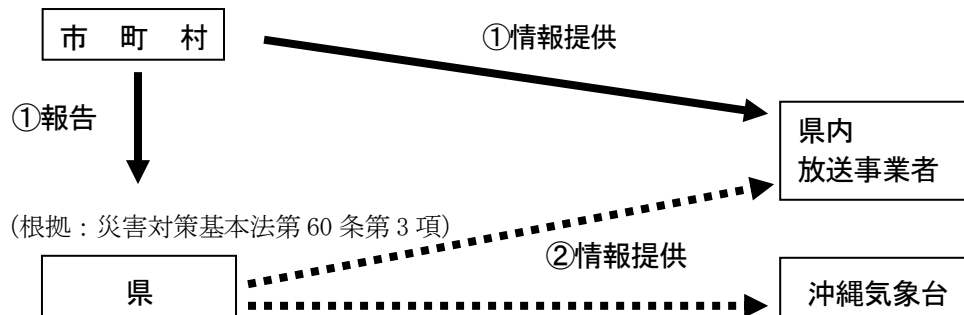 市 町 村
①情報提供
①報告
県内
放送事業者
(根拠：災害対策基本法第 60 条第 3 項)
②情報提供
県
沖縄気象台